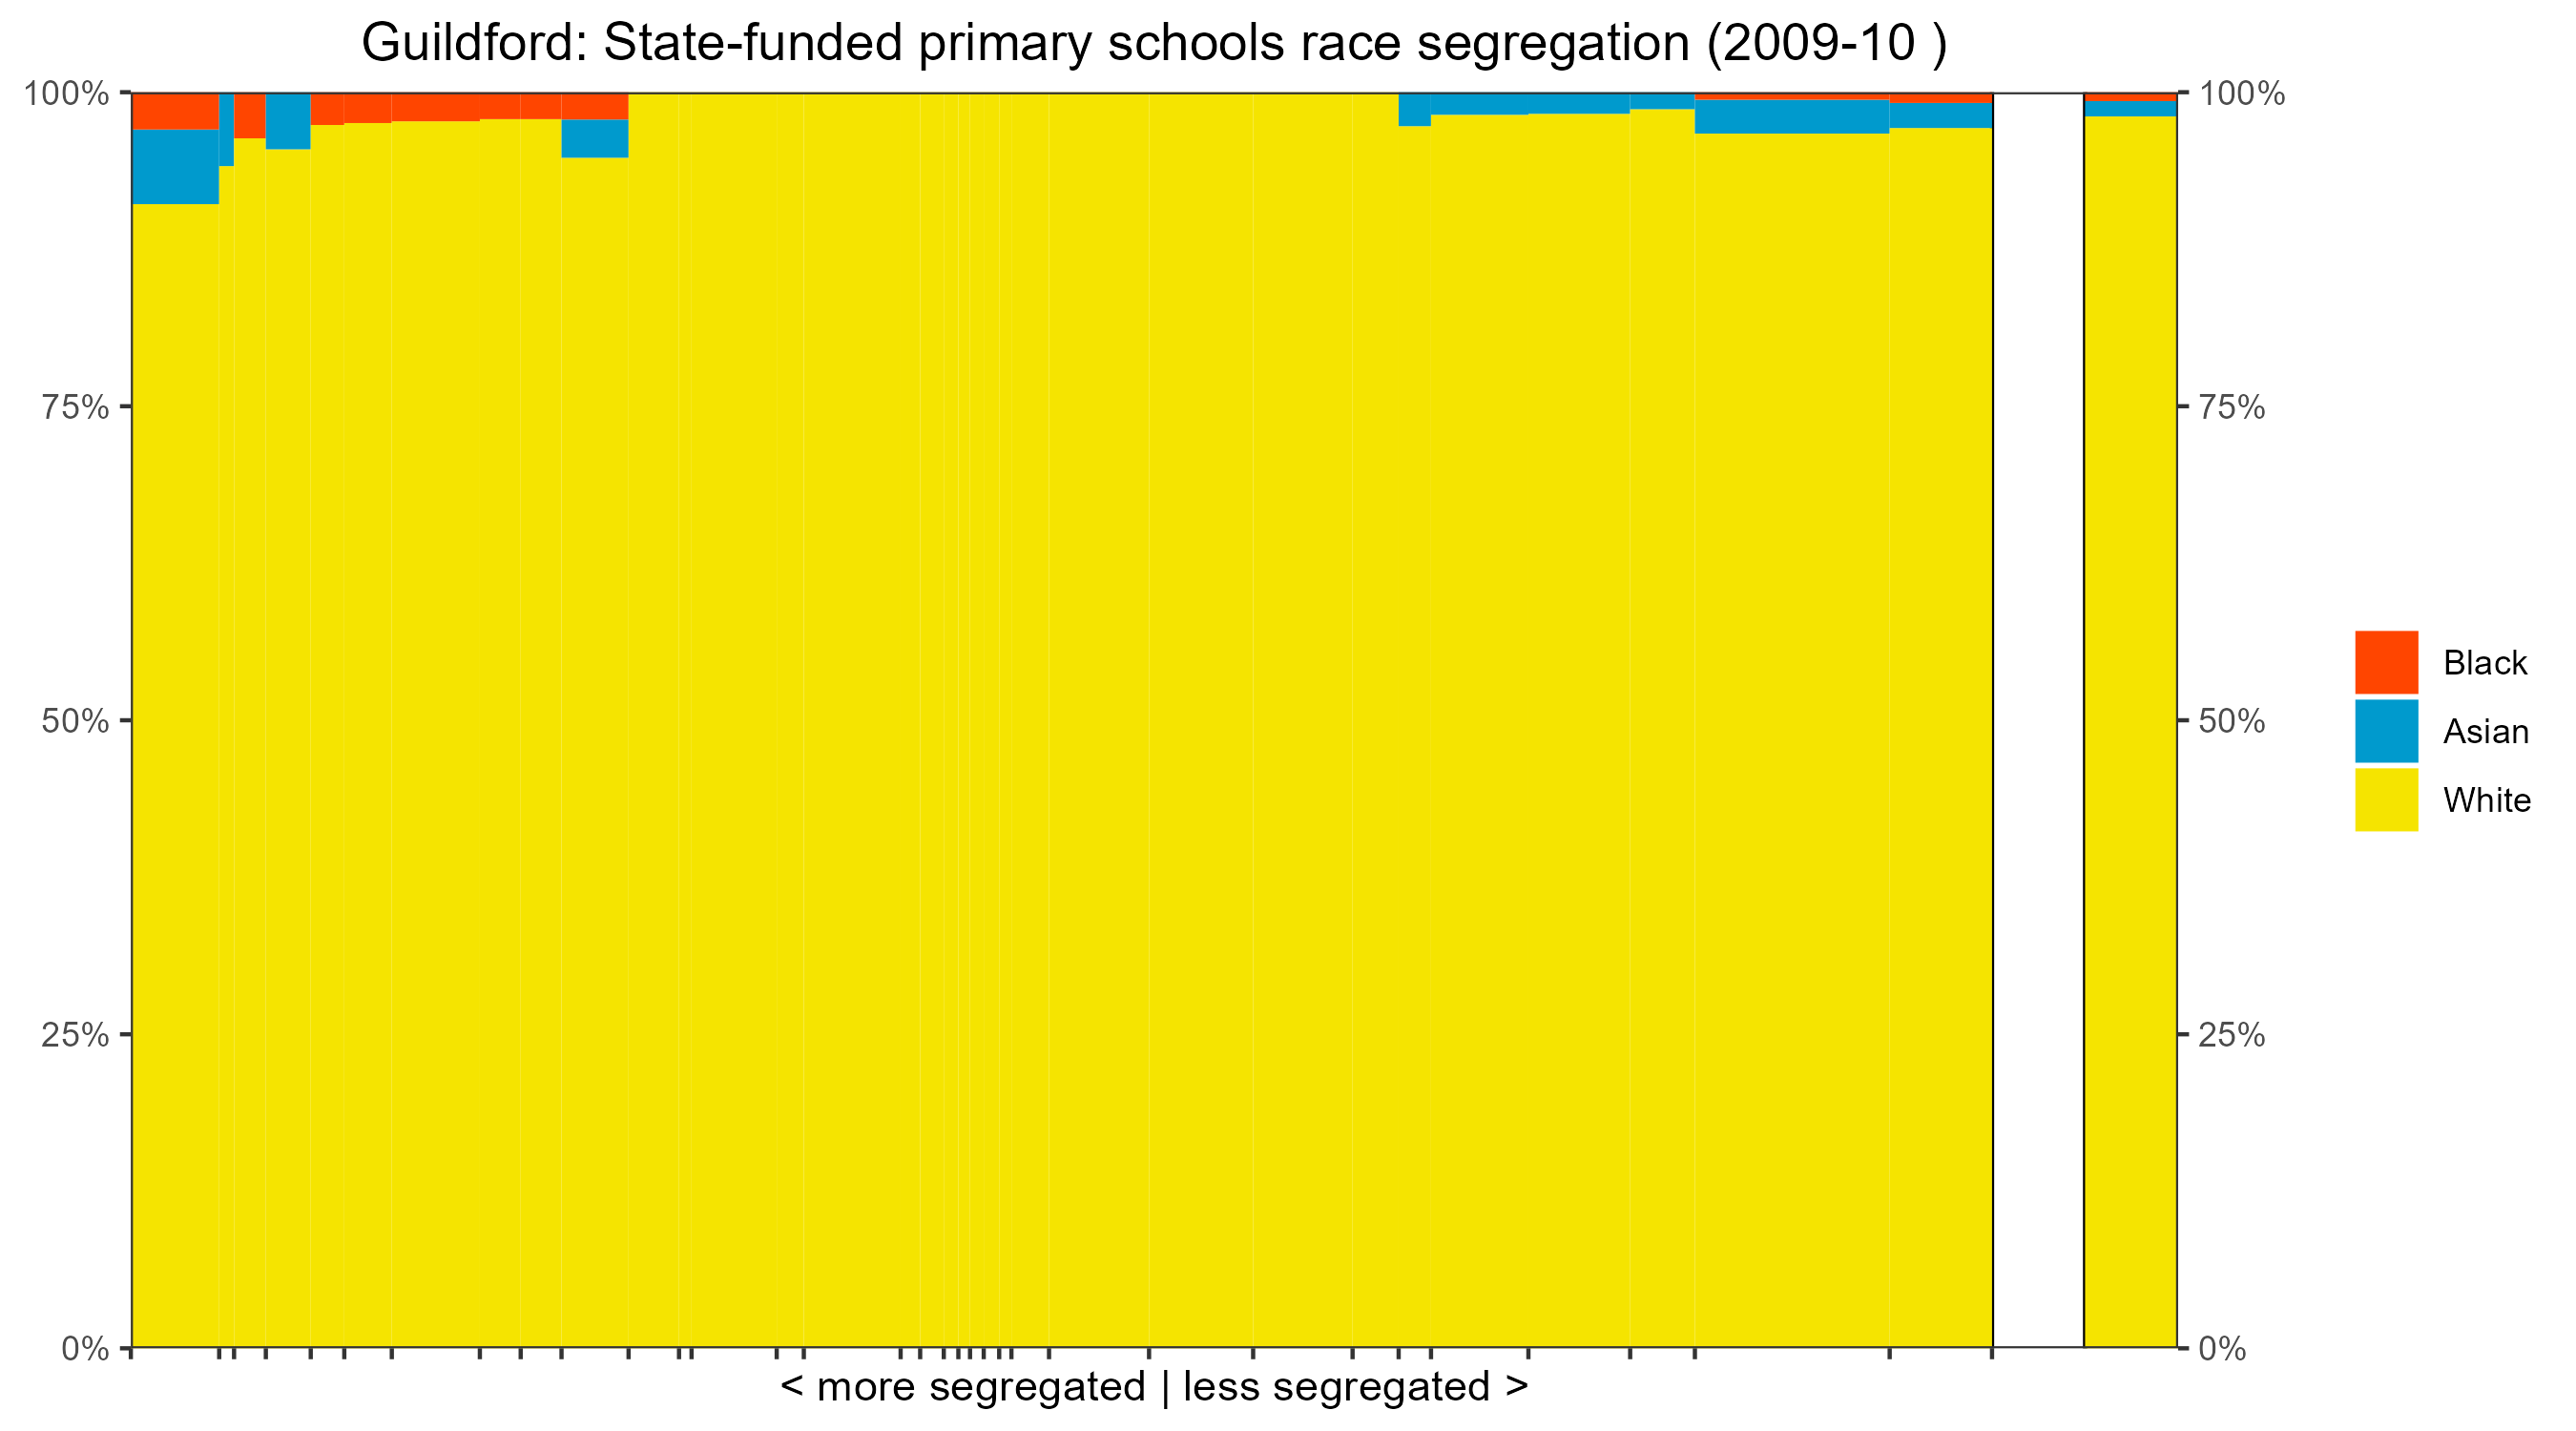 Guildford: State-funded primary schools race segregation (2009-10 )
100%
75%
50%
25%
0%
100%
75%
50%
25%
0%
Black
Asian
White
< more segregated | less segregated >